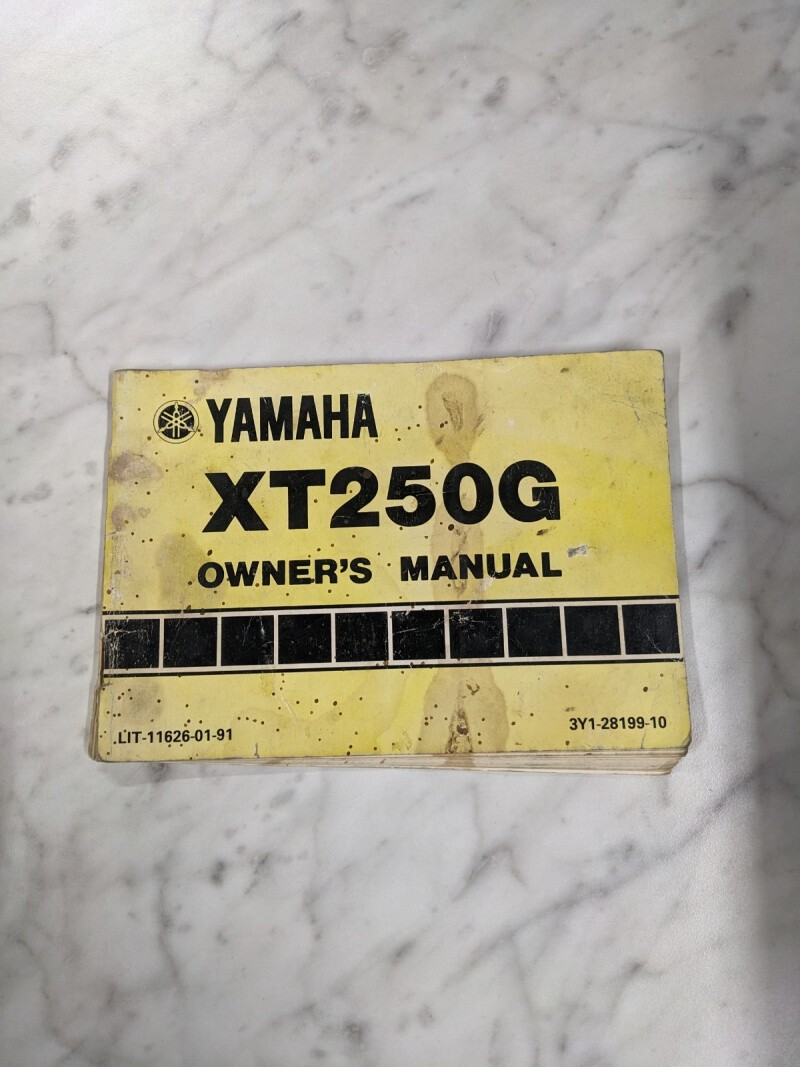 YAMAHA
XT250G
OWNER'S MANUAL
LIT-11626-01-91
3Y1-28199-10